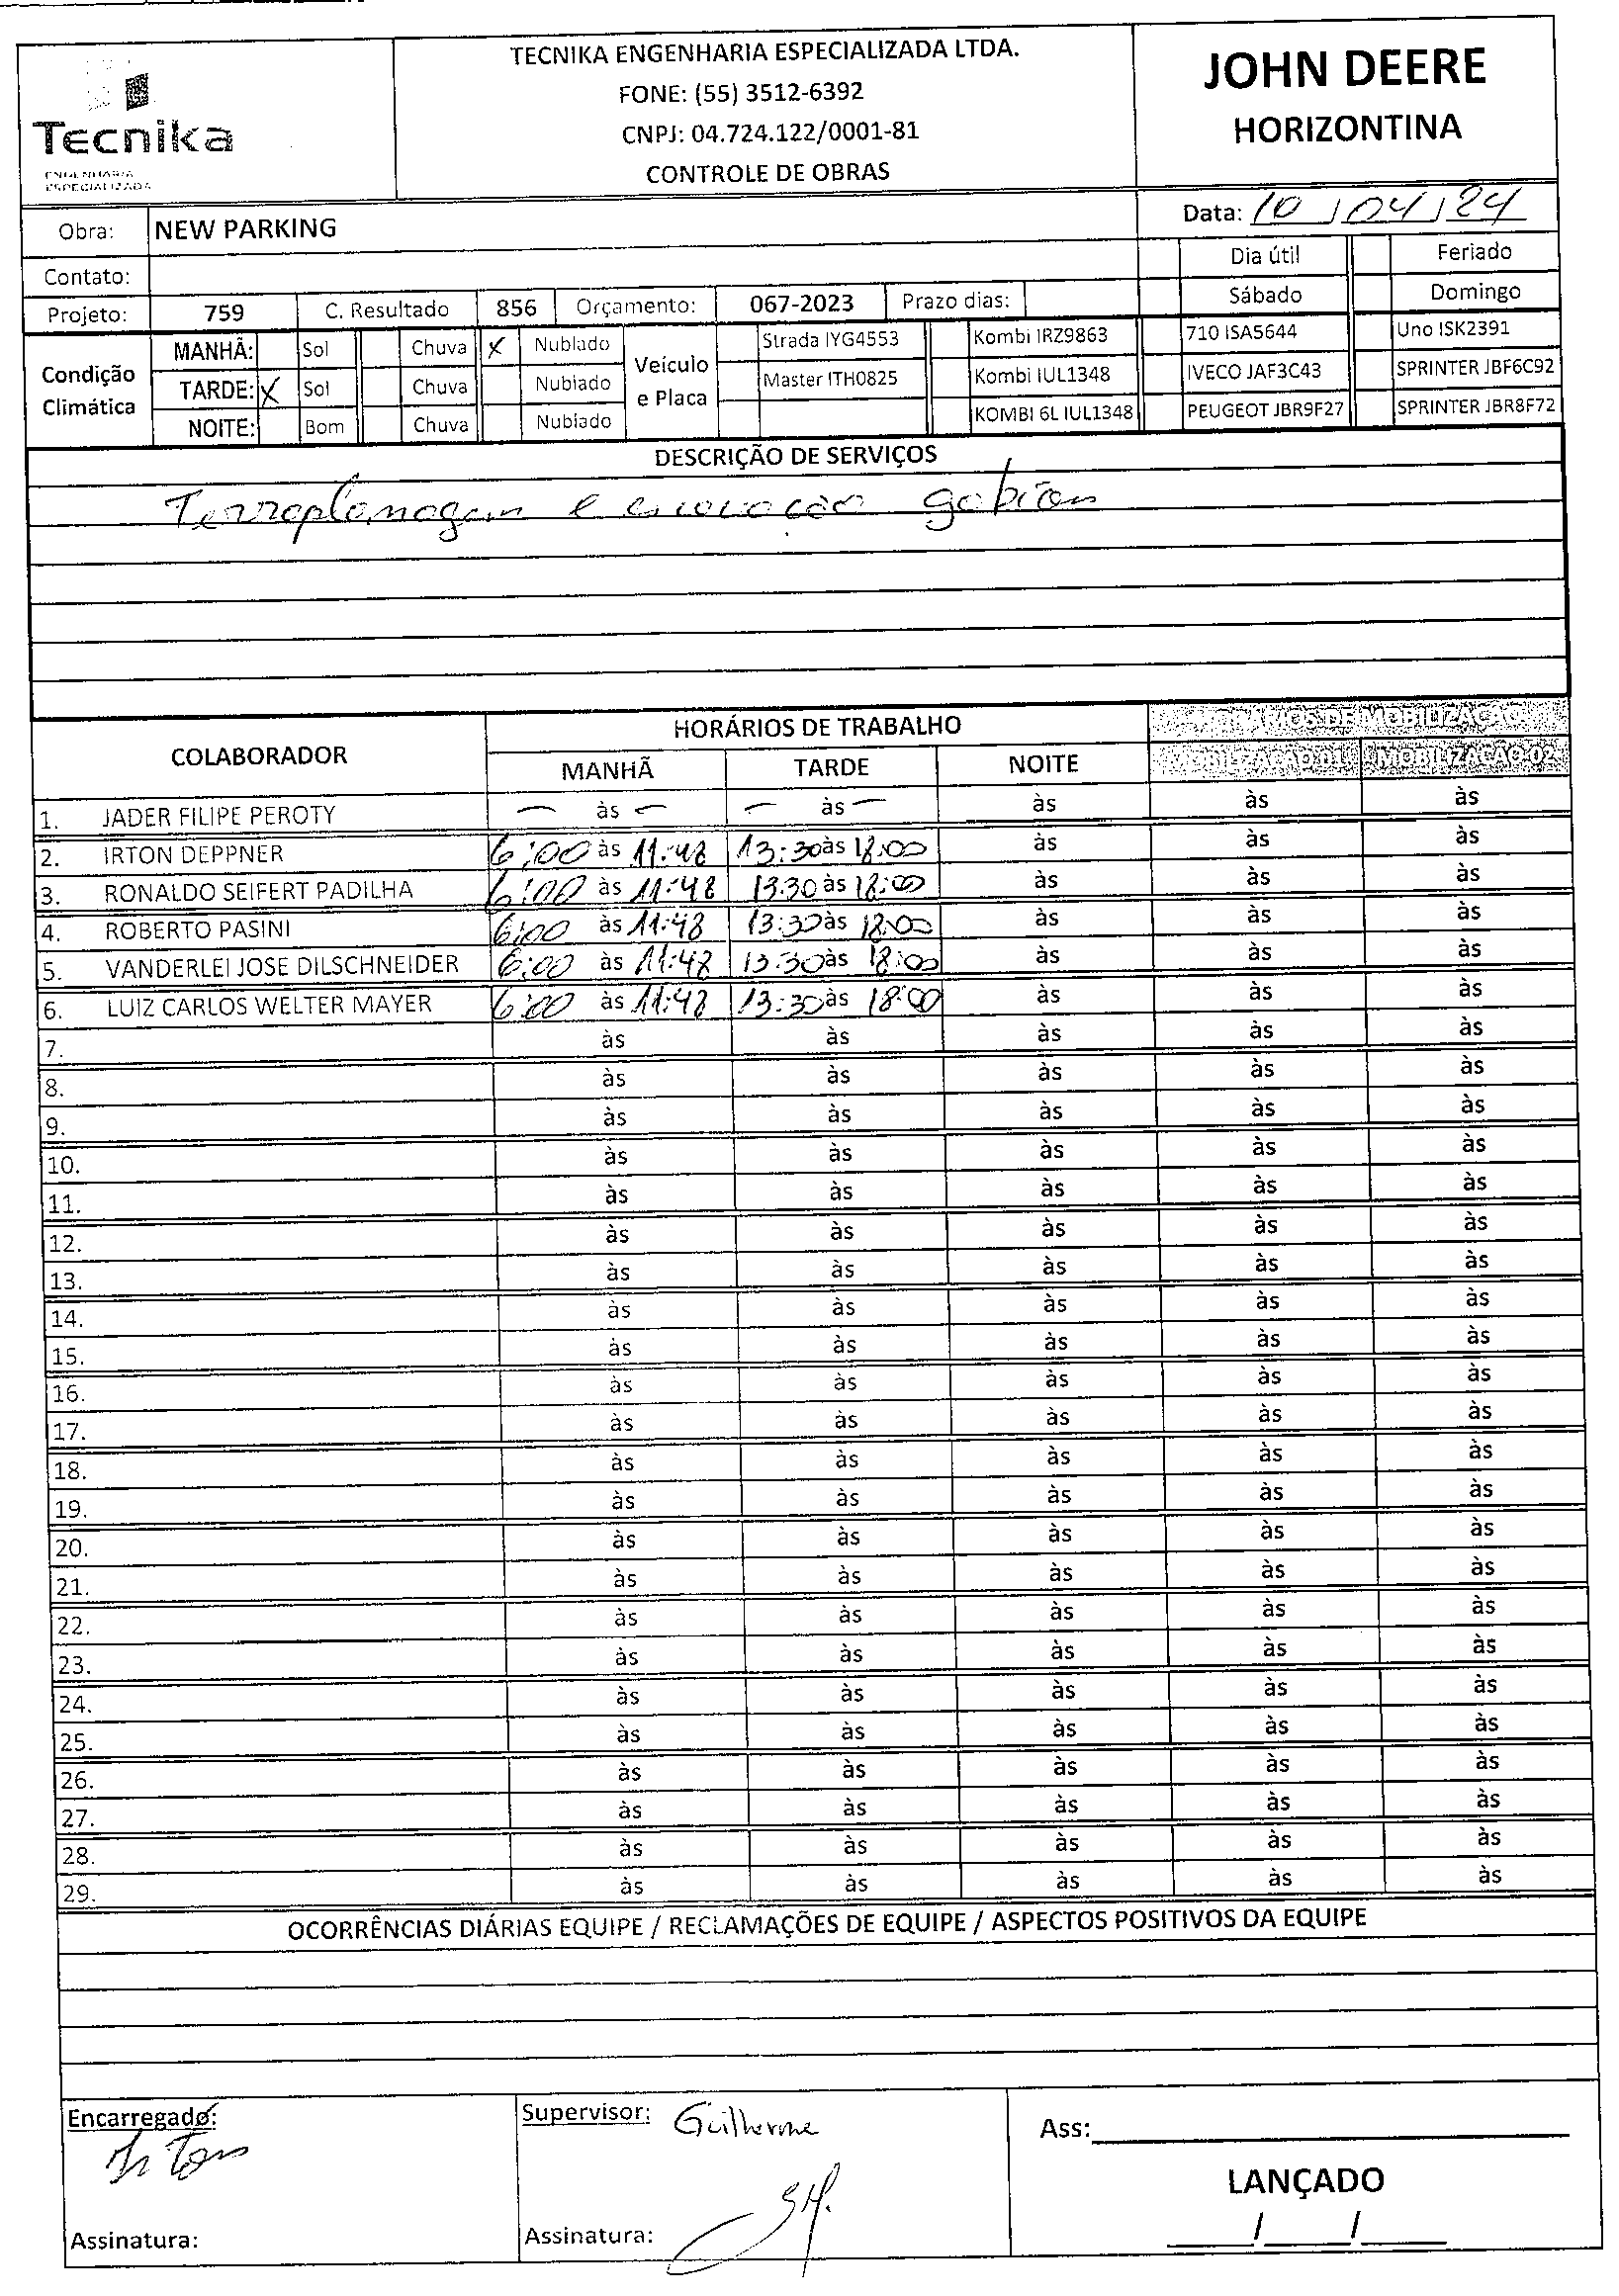 TECNIKA ENGENHARIA ESPECIALIZADA LTDA.
FONE: (55) 3512-6392
CNPJ: 04.724.122/0001-81
CONTROLE DE OBRAS
Tecnika
ENGENHARIA
ESPECIALIZADA
JOHN DEERE
HORIZONTINA
Obra: NEW PARKING
Data: 10/04/24
Contato:
Dia útil Feriado
Projeto: 759 C. Resultado 856 Orçamento: 067-2023 Prazo dias: Sábado Domingo
Condição Climática
MANHÃ: Sol Chuva X Nublado
TARDE: X Sol Chuva Nublado
NOITE: Bom Chuva Nublado
Veículo e Placa
Strada IYG4553 Kombi IRZ9863 710 ISA5644 Uno ISK2391
Master ITH0825 Kombi IUL1348 IVECO JAF3C43 SPRINTER JBF6C92
KOMBI 6L IUL1348 PEUGEOT JBR9F27 SPRINTER JBR8F72
DESCRIÇÃO DE SERVIÇOS
Terraplanagem e escavação gabião
COLABORADOR HORÁRIOS DE TRABALHO HORÁRIOS DE MOBILIZAÇÃO
MANHÃ TARDE NOITE MOBILIZAÇÃO 01 MOBILIZAÇÃO 02
1. JADER FILIPE PEROTY — às — — às — às às às
2. IRTON DEPPNER 6:00 às 11:48 13:30 às 18:00 às às às
3. RONALDO SEIFERT PADILHA 6:00 às 11:48 13:30 às 18:00 às às às
4. ROBERTO PASINI 6:00 às 11:48 13:30 às 18:00 às às às
5. VANDERLEI JOSE DILSCHNEIDER 6:00 às 11:48 13:30 às 18:00 às às às
6. LUIZ CARLOS WELTER MAYER 6:00 às 11:48 13:30 às 18:00 às às às
7. às às às às às
8. às às às às às
9. às às às às às
10. às às às às às
11. às às às às às
12. às às às às às
13. às às às às às
14. às às às às às
15. às às às às às
16. às às às às às
17. às às às às às
18. às às às às às
19. às às às às às
20. às às às às às
21. às às às às às
22. às às às às às
23. às às às às às
24. às às às às às
25. às às às às às
26. às às às às às
27. às às às às às
28. às às às às às
29. às às às às às
OCORRÊNCIAS DIÁRIAS EQUIPE / RECLAMAÇÕES DE EQUIPE / ASPECTOS POSITIVOS DA EQUIPE
Encarregado: Irton
Supervisor: Guilherme
Ass:
LANÇADO
Assinatura:
Assinatura:
/ /